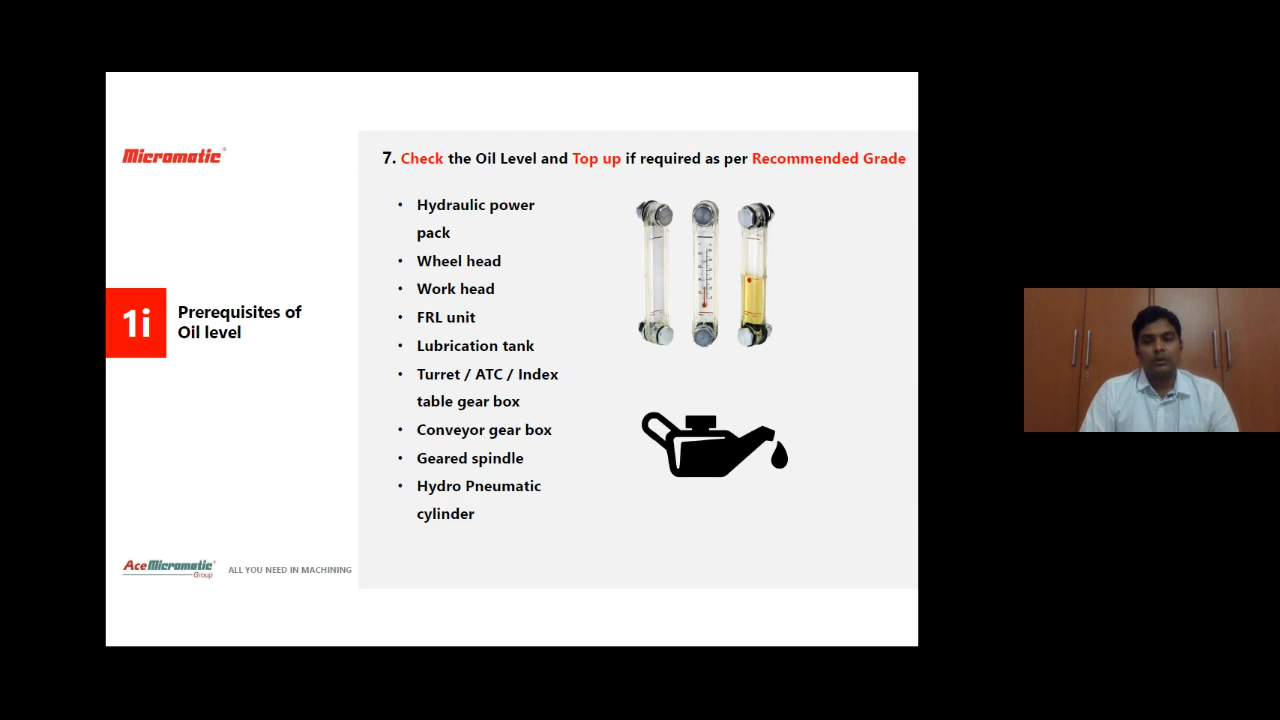 Micromatic
7. Check the Oil Level and Top up if required as per Recommended Grade
• Hydraulic power
pack
• Wheel head
• Work head
• FRL unit
• Lubrication tank
• Turret / ATC / Index
table gear box
• Conveyor gear box
• Geared spindle
• Hydro Pneumatic
cylinder
1i
Prerequisites of
Oil level
AceMicromatic
Group
ALL YOU NEED IN MACHINING